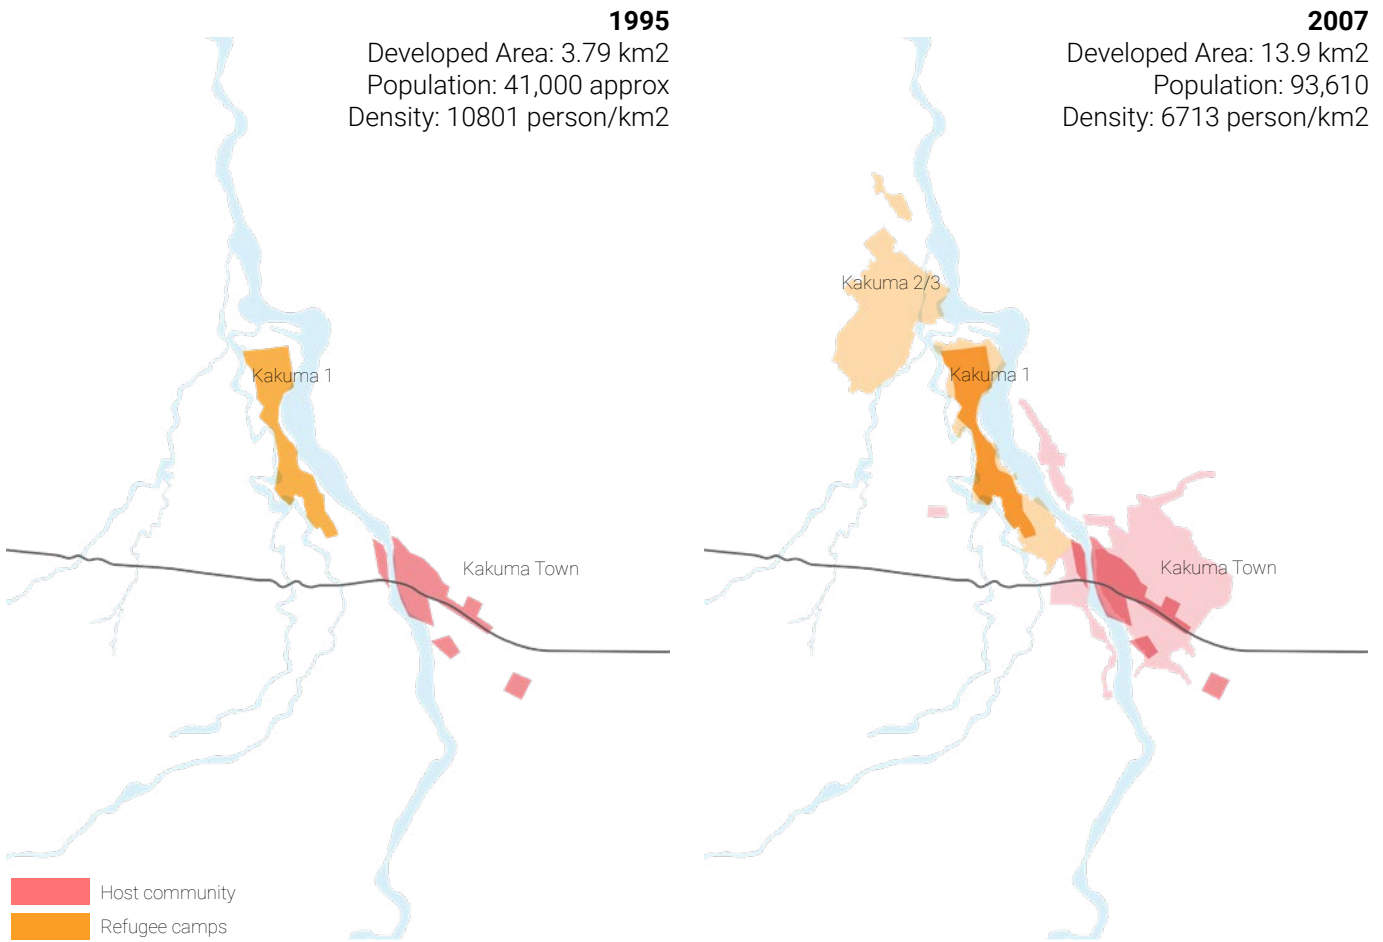 1995
Developed Area: 3.79 km2
Population: 41,000 approx
Density: 10801 person/km2
Kakuma 1
Kakuma Town
Host community
Refugee camps
2007
Developed Area: 13.9 km2
Population: 93,610
Density: 6713 person/km2
Kakuma 2/3
Kakuma 1
Kakuma Town